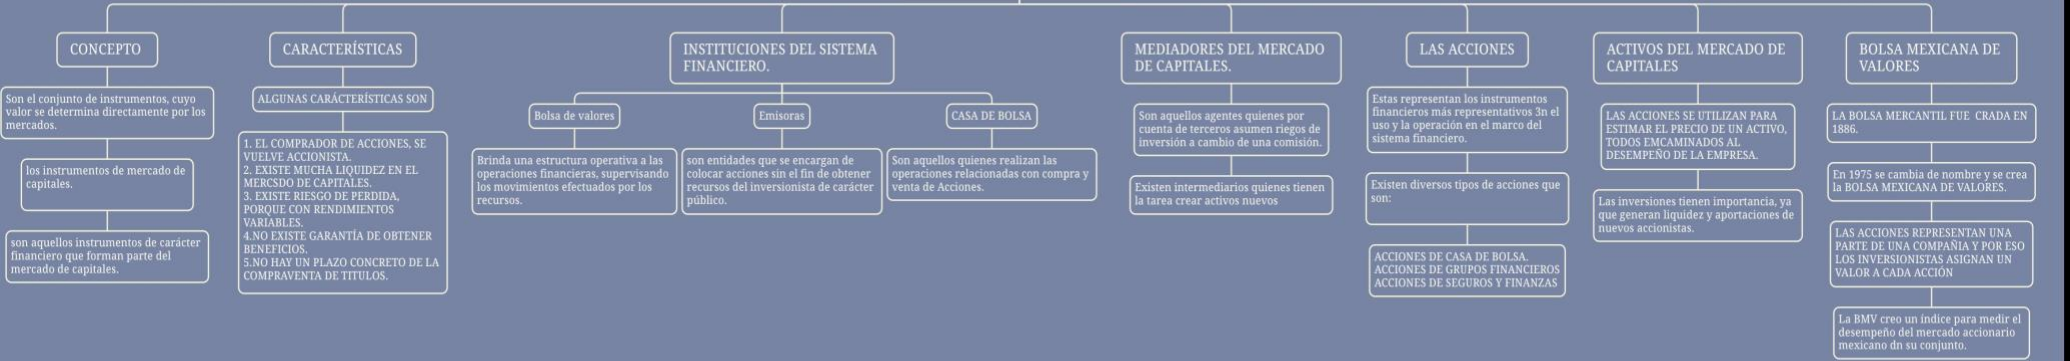 CONCEPTO
Son el conjunto de instrumentos, cuyo
valor se determina directamente por los
mercados.
los instrumentos de mercado de
capitales.
son aquellos instrumentos de carácter
financiero que forman parte del
mercado de capitales.
CARACTERÍSTICAS
ALGUNAS CARÁCTERÍSTICAS SON
1. EL COMPRADOR DE ACCIONES, SE
VUELVE ACCIONISTA.
2. EXISTE MUCHA LIQUIDEZ EN EL
MERCSDO DE CAPITALES.
3. EXISTE RIESGO DE PERDIDA,
PORQUE CON RENDIMIENTOS
VARIABLES.
4.NO EXISTE GARANTÍA DE OBTENER
BENEFICIOS.
5.NO HAY UN PLAZO CONCRETO DE LA
COMPRAVENTA DE TITULOS.
INSTITUCIONES DEL SISTEMA
FINANCIERO.
Bolsa de valores
Brinda una estructura operativa a las
operaciones financieras, supervisando
los movimientos efectuados por los
recursos.
Emisoras
son entidades que se encargan de
colocar acciones sin el fin de obtener
recursos del inversionista de carácter
público.
CASA DE BOLSA
Son aquellos quienes realizan las
operaciones relacionadas con compra y
venta de Acciones.
MEDIADORES DEL MERCADO
DE CAPITALES.
Son aquellos agentes quienes por
cuenta de terceros asumen riegos de
inversión a cambio de una comisión.
Existen intermediarios quienes tienen
la tarea crear activos nuevos
LAS ACCIONES
Estas representan los instrumentos
financieros más representativos 3n el
uso y la operación en el marco del
sistema financiero.
Existen diversos tipos de acciones que
son:
ACCIONES DE CASA DE BOLSA.
ACCIONES DE GRUPOS FINANCIEROS
ACCIONES DE SEGUROS Y FINANZAS
ACTIVOS DEL MERCADO DE
CAPITALES
LAS ACCIONES SE UTILIZAN PARA
ESTIMAR EL PRECIO DE UN ACTIVO,
TODOS EMCAMINADOS AL
DESEMPEÑO DE LA EMPRESA.
Las inversiones tienen importancia, ya
que generan liquidez y aportaciones de
nuevos accionistas.
BOLSA MEXICANA DE
VALORES
LA BOLSA MERCANTIL FUE CRADA EN
1886.
En 1975 se cambia de nombre y se crea
la BOLSA MEXICANA DE VALORES.
LAS ACCIONES REPRESENTAN UNA
PARTE DE UNA COMPAÑIA Y POR ESO
LOS INVERSIONISTAS ASIGNAN UN
VALOR A CADA ACCIÓN
La BMV creo un índice para medir el
desempeño del mercado accionario
mexicano dn su conjunto.